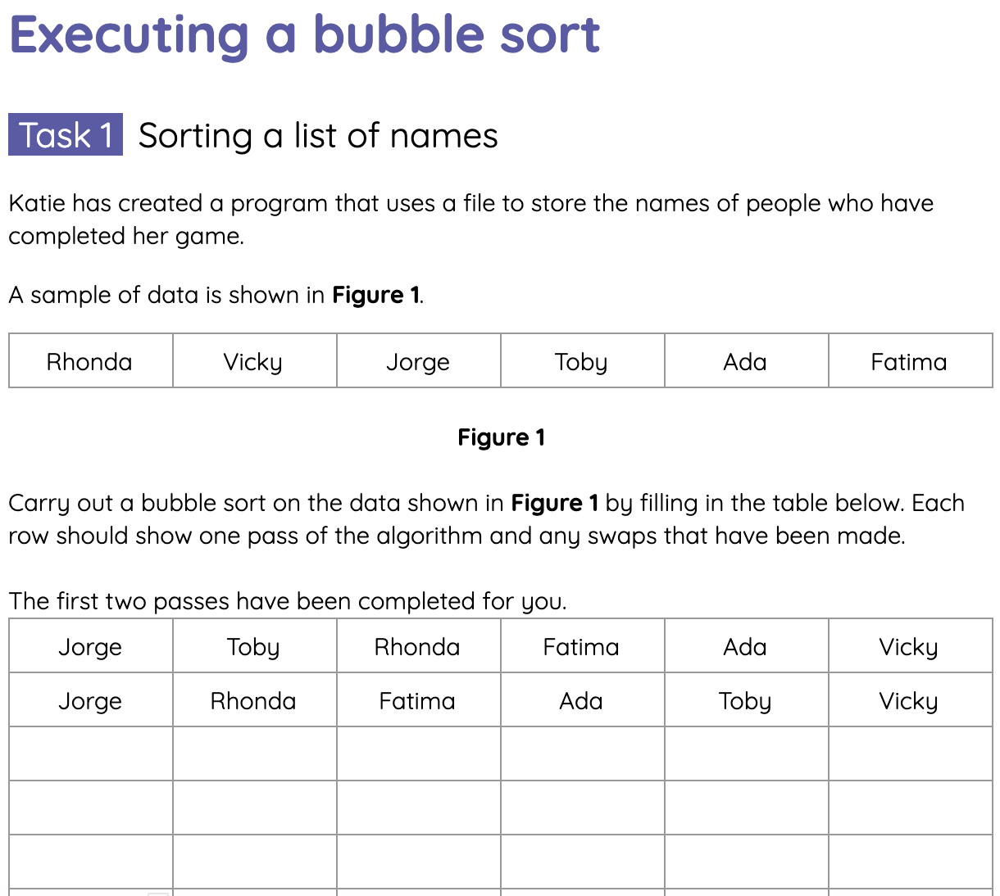 Executing a bubble sort
Task 1 Sorting a list of names
Katie has created a program that uses a file to store the names of people who have
completed her game.
A sample of data is shown in Figure 1.
Rhonda Vicky Jorge Toby Ada Fatima
Figure 1
Carry out a bubble sort on the data shown in Figure 1 by filling in the table below. Each
row should show one pass of the algorithm and any swaps that have been made.
The first two passes have been completed for you.
Jorge Toby Rhonda Fatima Ada Vicky
Jorge Rhonda Fatima Ada Toby Vicky